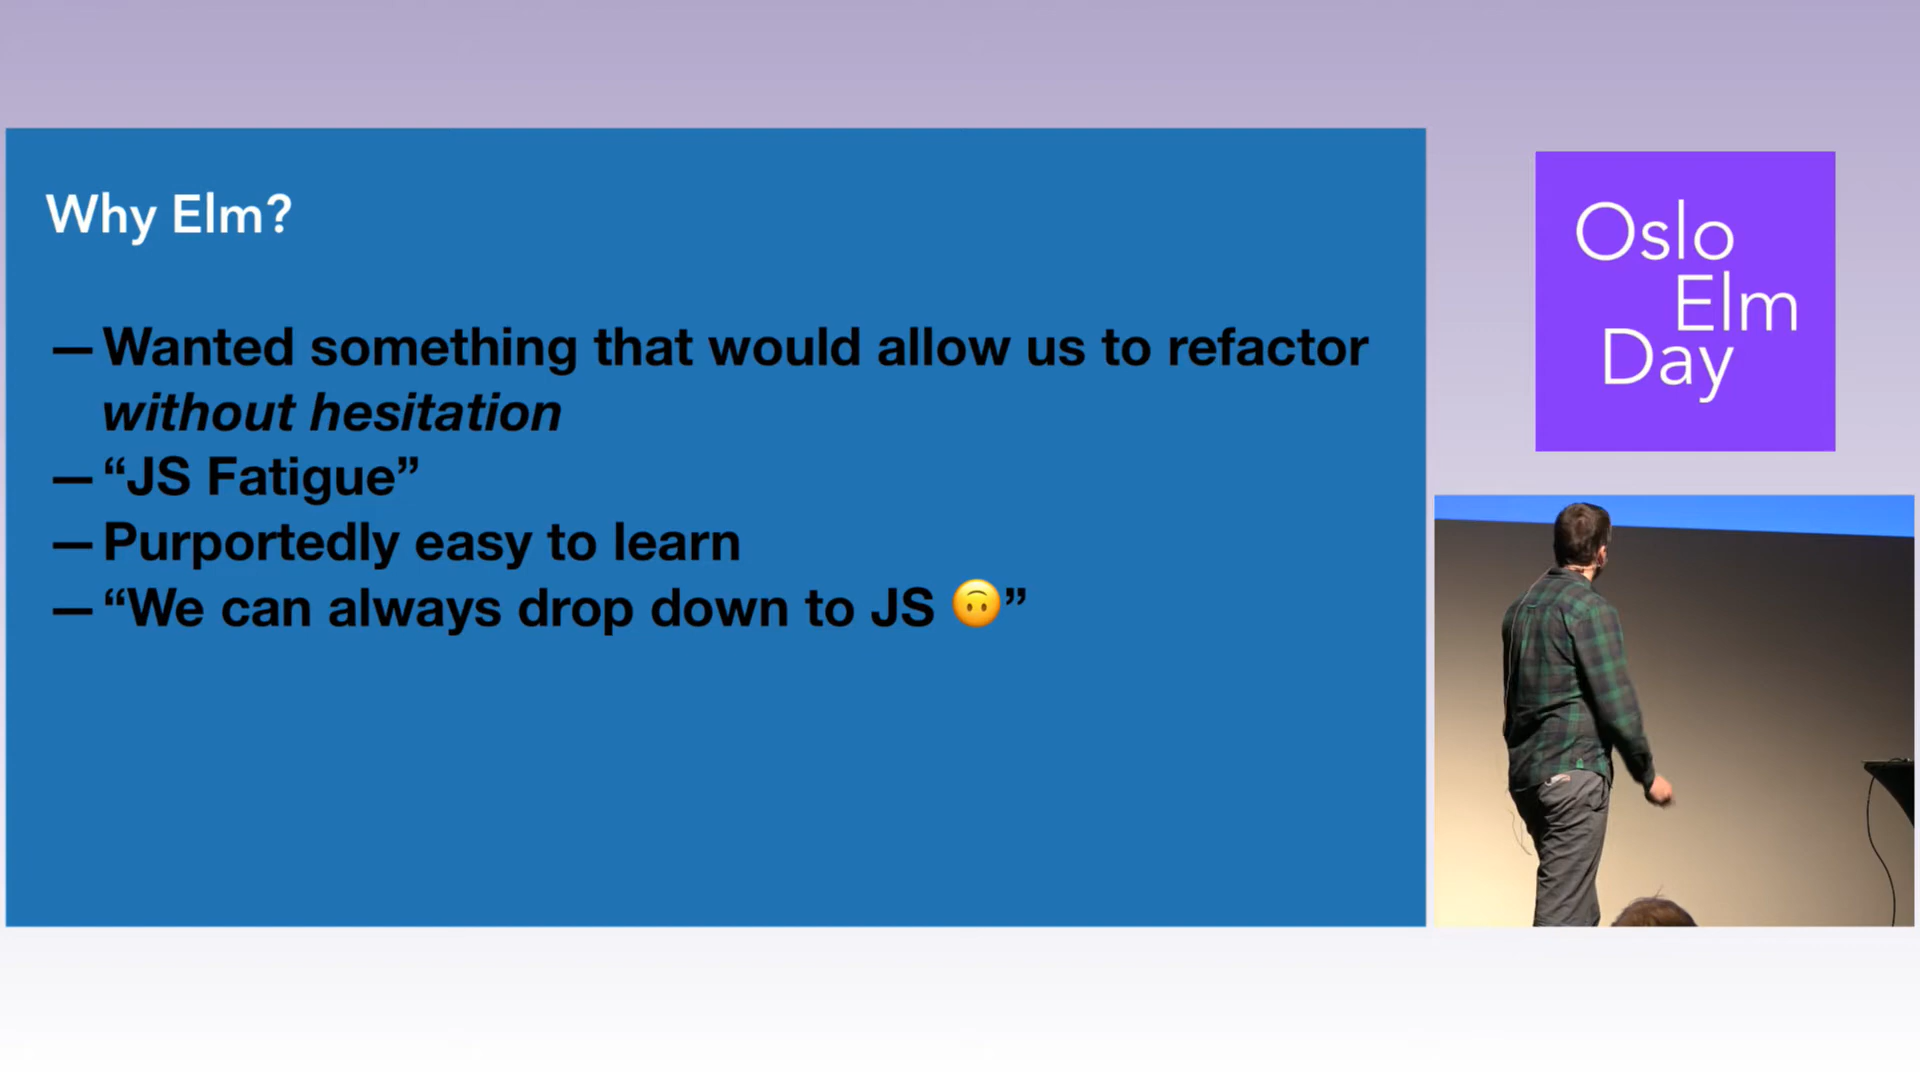 Why Elm?
— Wanted something that would allow us to refactor
without hesitation
— “JS Fatigue”
— Purportedly easy to learn
— “We can always drop down to JS 🙃”
Oslo
Elm
Day